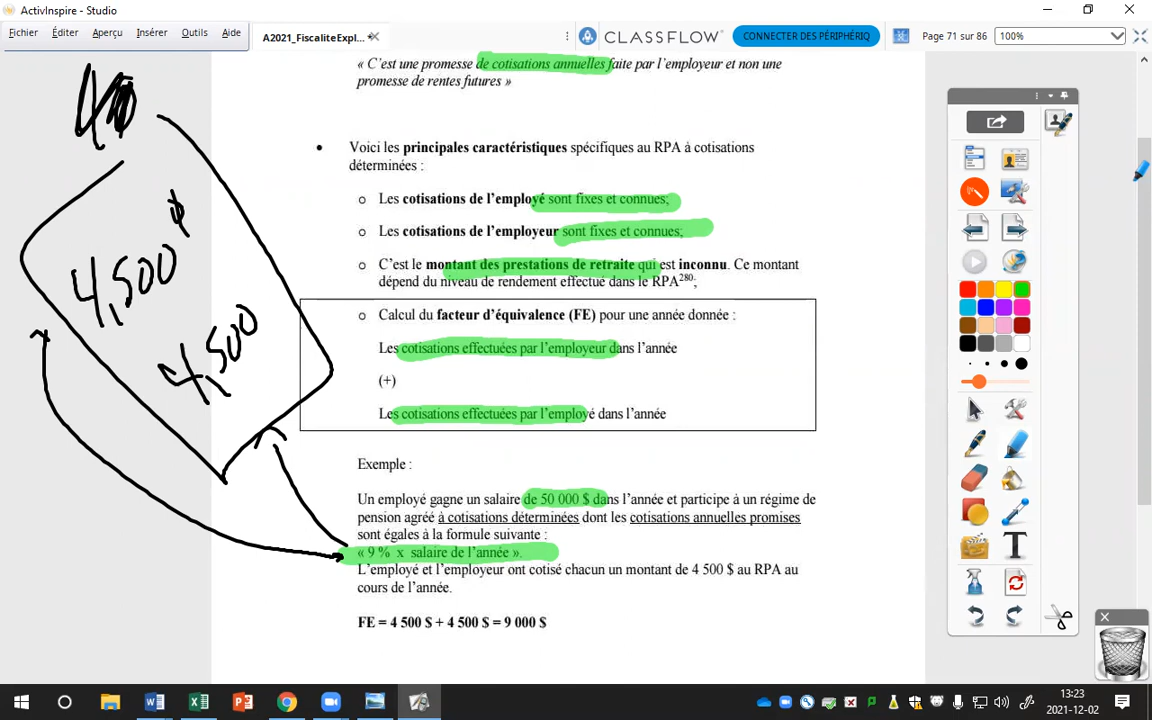 ActivInspire - Studio
Fichier Éditer Aperçu Insérer Outils Aide
A2021_FiscaliteExpl...
CLASSFLOW
CONNECTER DES PÉRIPHÉRIQ
Page 71 sur 86
100%
« C'est une promesse de cotisations annuelles faite par l'employeur et non une
promesse de rentes futures »
• Voici les principales caractéristiques spécifiques au RPA à cotisations
déterminées :
o Les cotisations de l'employé sont fixes et connues;
o Les cotisations de l'employeur sont fixes et connues;
o C'est le montant des prestations de retraite qui est inconnu. Ce montant
dépend du niveau de rendement effectué dans le RPA280;
o Calcul du facteur d'équivalence (FE) pour une année donnée :
Les cotisations effectuées par l'employeur dans l'année
(+)
Les cotisations effectuées par l'employé dans l'année
4,500 $
4,500
Exemple :
Un employé gagne un salaire de 50 000 $ dans l'année et participe à un régime de
pension agréé à cotisations déterminées dont les cotisations annuelles promises
sont égales à la formule suivante :
« 9 % x salaire de l'année ».
L'employé et l'employeur ont cotisé chacun un montant de 4 500 $ au RPA au
cours de l'année.
FE = 4 500 $ + 4 500 $ = 9 000 $
13:23
2021-12-02